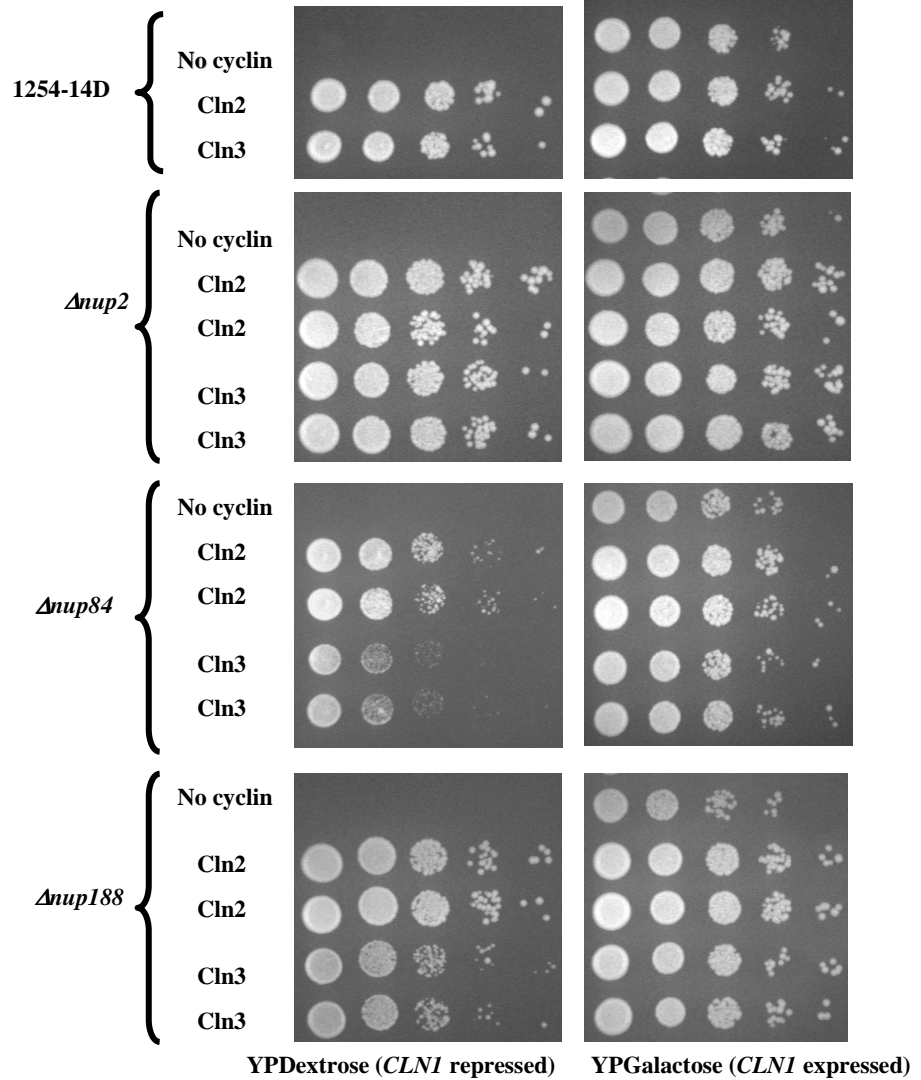 1254-14D
No cyclin
Cln2
Cln3
Δnup2
No cyclin
Cln2
Cln2
Cln3
Cln3
Δnup84
No cyclin
Cln2
Cln2
Cln3
Cln3
Δnup188
No cyclin
Cln2
Cln2
Cln3
Cln3
YPDextrose (CLN1 repressed)
YPGalactose (CLN1 expressed)